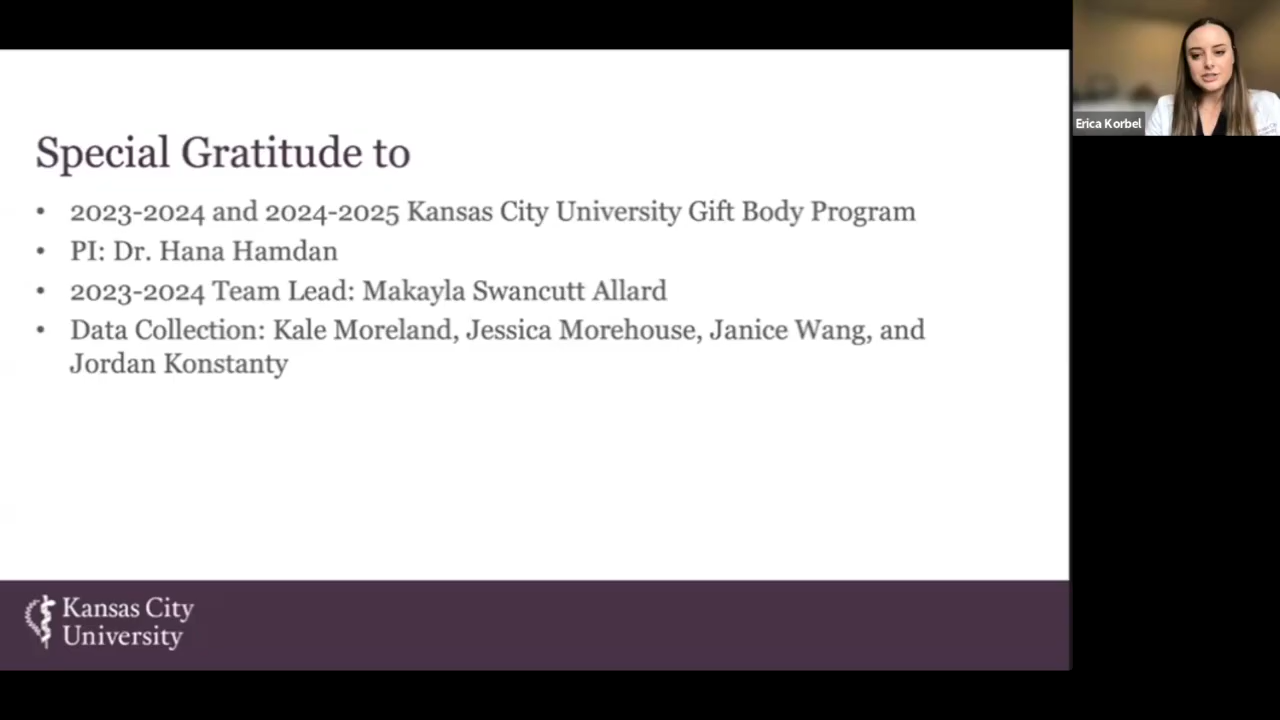 Special Gratitude to
• 2023-2024 and 2024-2025 Kansas City University Gift Body Program
• PI: Dr. Hana Hamdan
• 2023-2024 Team Lead: Makayla Swancutt Allard
• Data Collection: Kale Moreland, Jessica Morehouse, Janice Wang, and
Jordan Konstanty
Kansas City
University
Erica Korbel